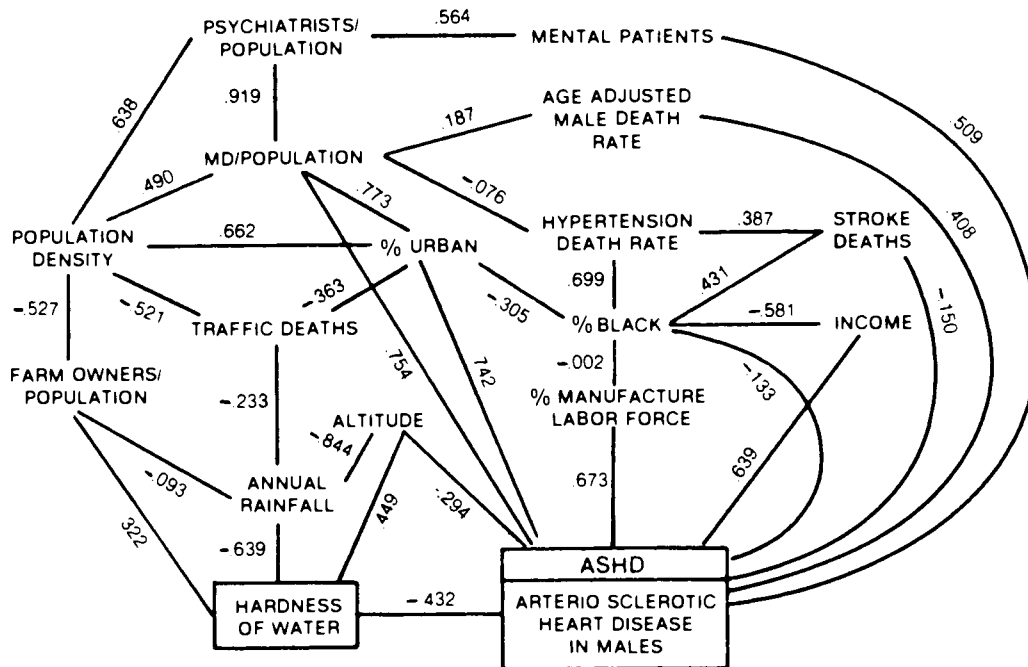 PSYCHIATRISTS/
POPULATION
.564
MENTAL PATIENTS
.638
.919
.187
AGE ADJUSTED
MALE DEATH
RATE
.509
MD/POPULATION
.490
.773
-.076
.408
POPULATION
DENSITY
.662
% URBAN
HYPERTENSION
DEATH RATE
.387
STROKE
DEATHS
-.527
-.521
-.363
-.305
.699
.431
-.150
TRAFFIC DEATHS
% BLACK
-.581
INCOME
FARM OWNERS/
POPULATION
-.233
.754
742
-.002
-.133
% MANUFACTURE
LABOR FORCE
ALTITUDE
-.844
-.093
ANNUAL
RAINFALL
.449
-.294
.673
.639
322
-.639
ASHD
HARDNESS
OF WATER
-.432
ARTERIO SCLEROTIC
HEART DISEASE
IN MALES